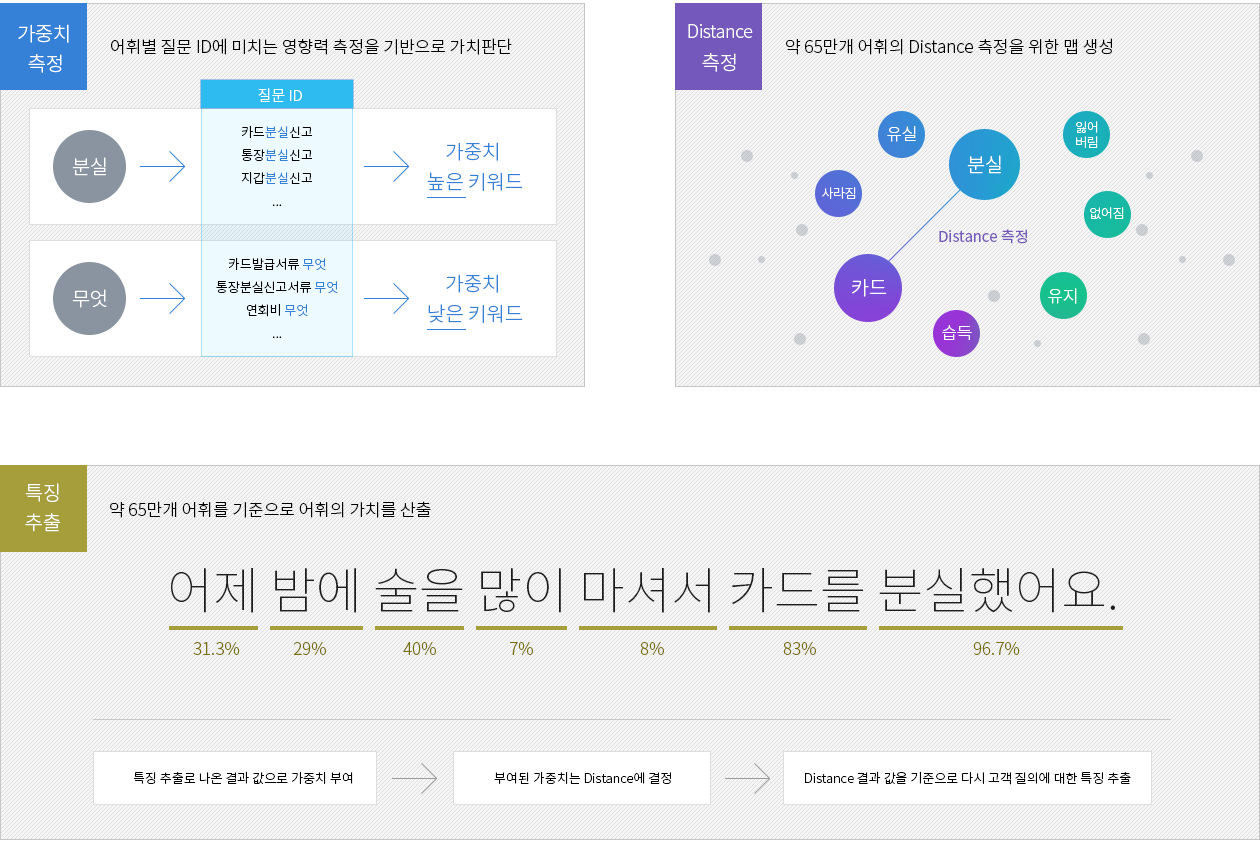 가중치
측정
어휘별 질문 ID에 미치는 영향력 측정을 기반으로 가치판단
질문 ID
분실
카드분실신고
통장분실신고
지갑분실신고
...
가중치
높은 키워드
무엇
카드발급서류 무엇
통장분실신고서류 무엇
연회비 무엇
...
가중치
낮은 키워드
Distance
측정
약 65만개 어휘의 Distance 측정을 위한 맵 생성
유실
분실
잃어
버림
사라짐
없어짐
Distance 측정
카드
유지
습득
특징
추출
약 65만개 어휘를 기준으로 어휘의 가치를 산출
어제 밤에 술을 많이 마셔서 카드를 분실했어요.
31.3% 29% 40% 7% 8% 83% 96.7%
특징 추출로 나온 결과 값으로 가중치 부여
부여된 가중치는 Distance에 결정
Distance 결과 값을 기준으로 다시 고객 질의에 대한 특징 추출